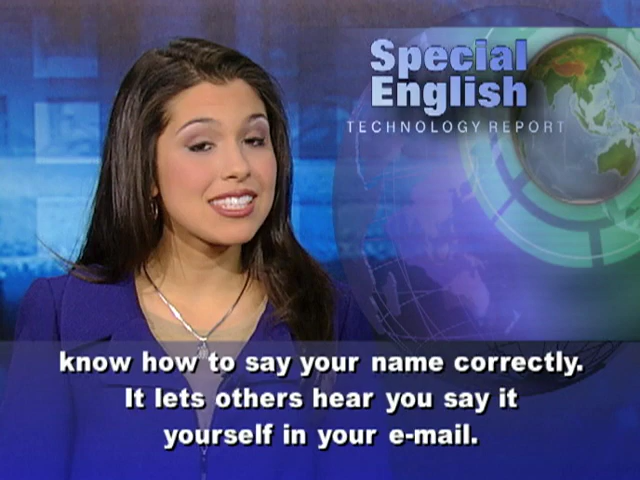 Special
English
TECHNOLOGY REPORT
know how to say your name correctly.
It lets others hear you say it
yourself in your e-mail.